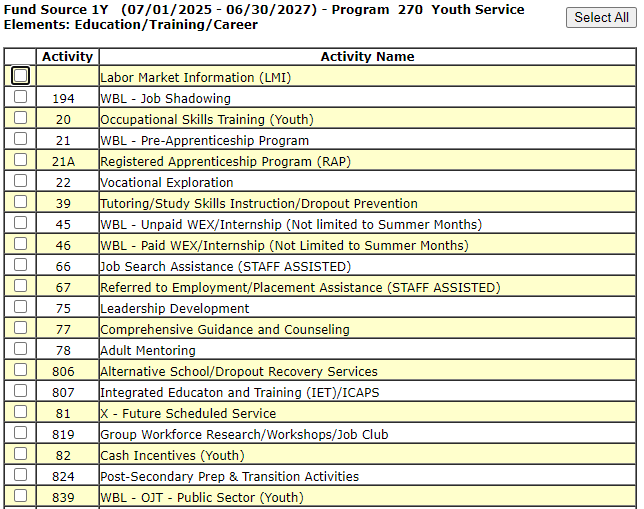 Fund Source 1Y (07/01/2025 - 06/30/2027) - Program 270 Youth Service
Elements: Education/Training/Career
Select All
Activity Activity Name
Labor Market Information (LMI)
194 WBL - Job Shadowing
20 Occupational Skills Training (Youth)
21 WBL - Pre-Apprenticeship Program
21A Registered Apprenticeship Program (RAP)
22 Vocational Exploration
39 Tutoring/Study Skills Instruction/Dropout Prevention
45 WBL - Unpaid WEX/Internship (Not limited to Summer Months)
46 WBL - Paid WEX/Internship (Not Limited to Summer Months)
66 Job Search Assistance (STAFF ASSISTED)
67 Referred to Employment/Placement Assistance (STAFF ASSISTED)
75 Leadership Development
77 Comprehensive Guidance and Counseling
78 Adult Mentoring
806 Alternative School/Dropout Recovery Services
807 Integrated Educaton and Training (IET)/ICAPS
81 X - Future Scheduled Service
819 Group Workforce Research/Workshops/Job Club
82 Cash Incentives (Youth)
824 Post-Secondary Prep & Transition Activities
839 WBL - OJT - Public Sector (Youth)